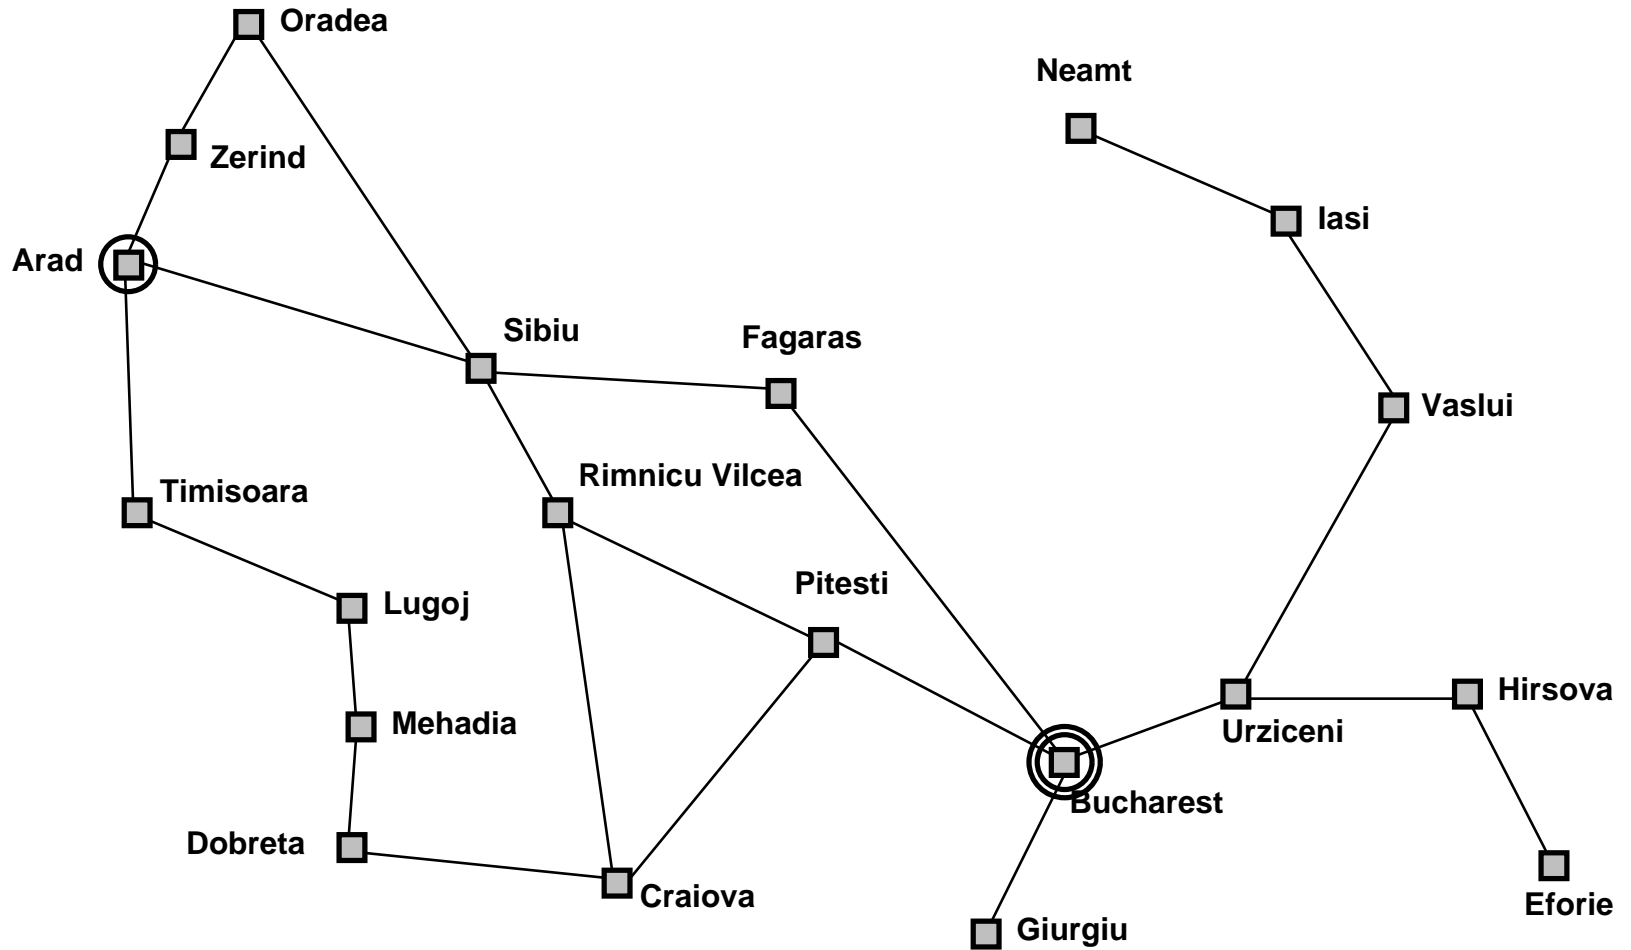 Oradea
Neamt
Zerind
Iasi
Arad
Sibiu
Fagaras
Vaslui
Rimnicu Vilcea
Timisoara
Pitesti
Lugoj
Hirsova
Mehadia
Urziceni
Bucharest
Dobreta
Craiova
Eforie
Giurgiu